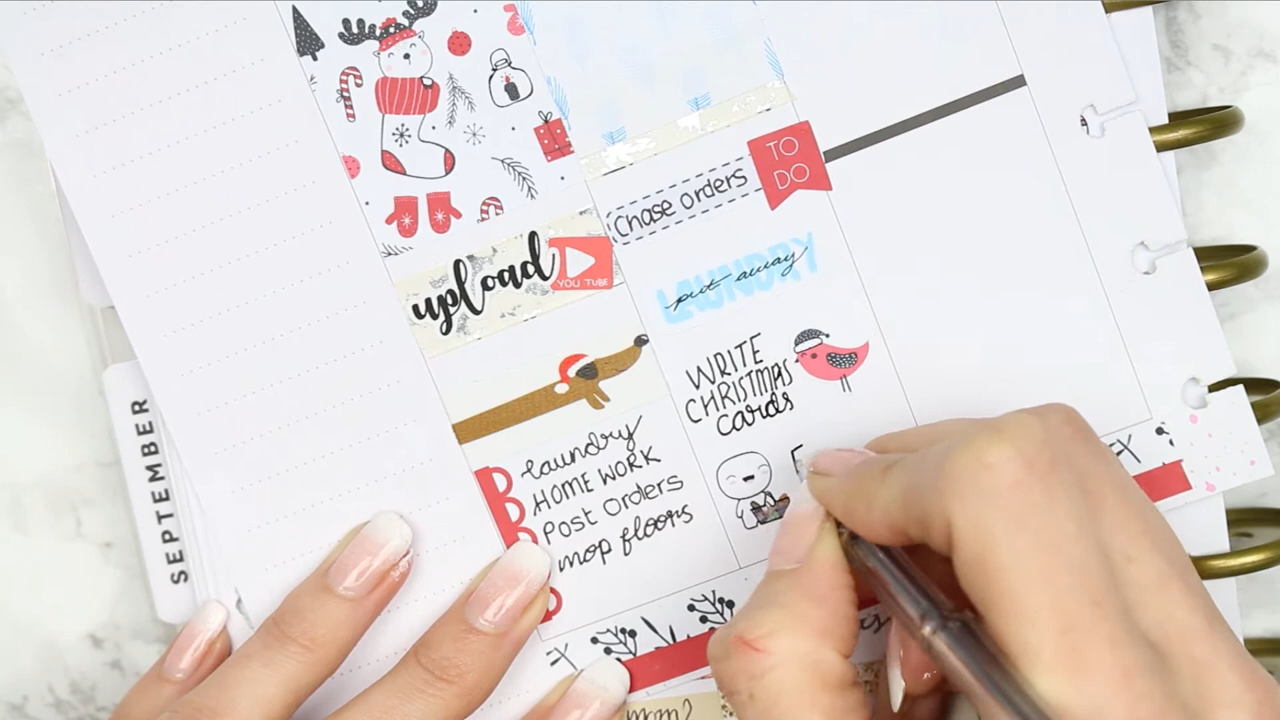 SEPTEMBER
upload
YOU TUBE
laundry
HOME WORK
Post Orders
mop floors
TO
DO
Chase orders
LAUNDRY
put away
WRITE
CHRISTMAS
cards
mom?